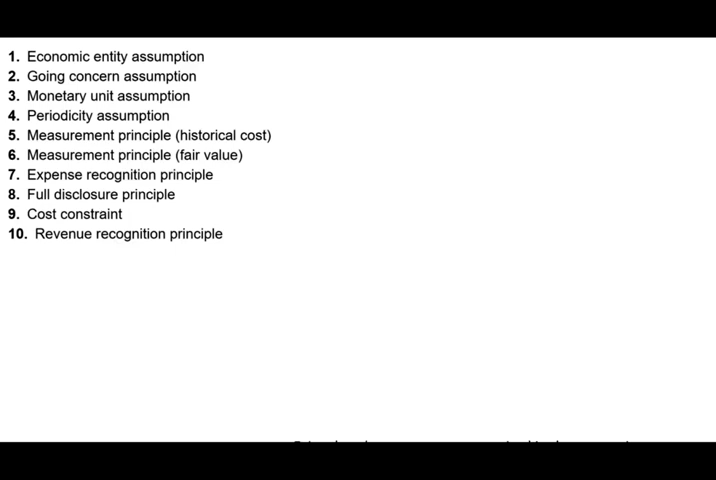 1. Economic entity assumption
2. Going concern assumption
3. Monetary unit assumption
4. Periodicity assumption
5. Measurement principle (historical cost)
6. Measurement principle (fair value)
7. Expense recognition principle
8. Full disclosure principle
9. Cost constraint
10. Revenue recognition principle